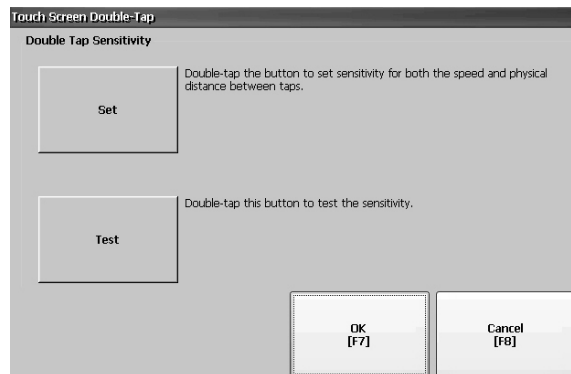 Touch Screen Double-Tap
Double Tap Sensitivity
Double-tap the button to set sensitivity for both the speed and physical
distance between taps.
Set
Double-tap this button to test the sensitivity.
Test
OK
[F7]
Cancel
[F8]